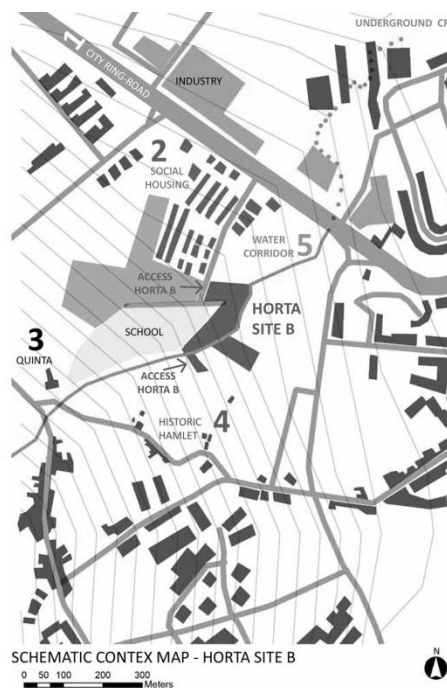 UNDERGROUND CR
1
CITY RING-ROAD
INDUSTRY
2
SOCIAL
HOUSING
WATER
CORRIDOR
5
ACCESS
HORTA B
HORTA
SITE B
SCHOOL
3
QUINTA
ACCESS
HORTA B
HISTORIC
HAMLET
4
N
SCHEMATIC CONTEX MAP - HORTA SITE B
0 50 100 200 300
Meters